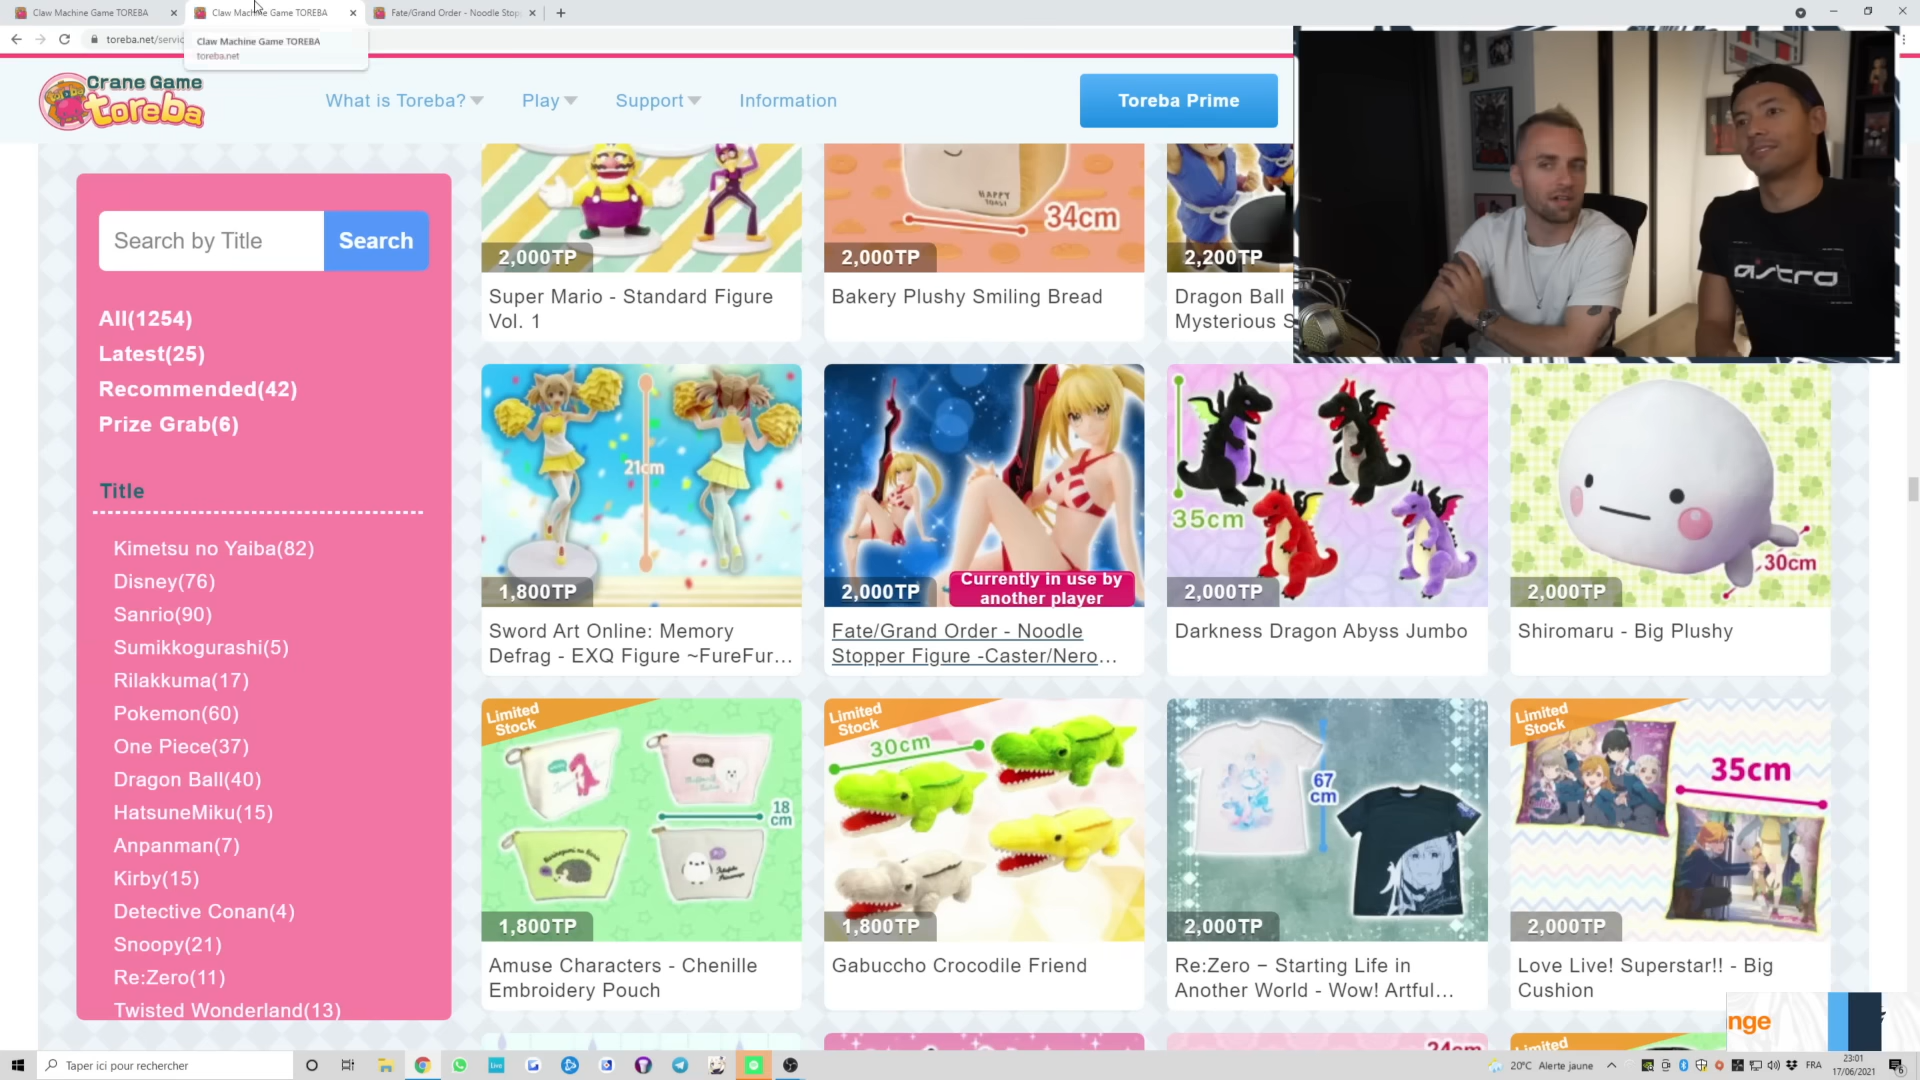 Claw Machine Game TOREBA
Claw Machine Game TOREBA
Fate/Grand Order - Noodle Stop
toreba.net/servic
Claw Machine Game TOREBA
toreba.net
Crane Game
toreba
What is Toreba?
Play
Support
Information
Toreba Prime
Search by Title
Search
All(1254)
Latest(25)
Recommended(42)
Prize Grab(6)
Title
Kimetsu no Yaiba(82)
Disney(76)
Sanrio(90)
Sumikkogurashi(5)
Rilakkuma(17)
Pokemon(60)
One Piece(37)
Dragon Ball(40)
HatsuneMiku(15)
Anpanman(7)
Kirby(15)
Detective Conan(4)
Snoopy(21)
Re:Zero(11)
Twisted Wonderland(13)
2,000TP
Super Mario - Standard Figure
Vol. 1
HAPPY
34cm
2,000TP
Bakery Plushy Smiling Bread
2,200TP
Dragon Ball
Mysterious S
astro
21cm
1,800TP
Sword Art Online: Memory
Defrag - EXQ Figure ~FureFur...
2,000TP
Currently in use by
another player
Fate/Grand Order - Noodle
Stopper Figure -Caster/Nero...
35cm
2,000TP
Darkness Dragon Abyss Jumbo
30cm
2,000TP
Shiromaru - Big Plushy
Limited
Stock
18
cm
1,800TP
Amuse Characters - Chenille
Embroidery Pouch
Limited
Stock
30cm
1,800TP
Gabuccho Crocodile Friend
67
cm
2,000TP
Re:Zero − Starting Life in
Another World - Wow! Artful...
Limited
Stock
35cm
2,000TP
Love Live! Superstar!! - Big
Cushion
24cm
Limited
nge
Taper ici pour rechercher
20°C Alerte jaune
FRA
23:01
17/06/2021